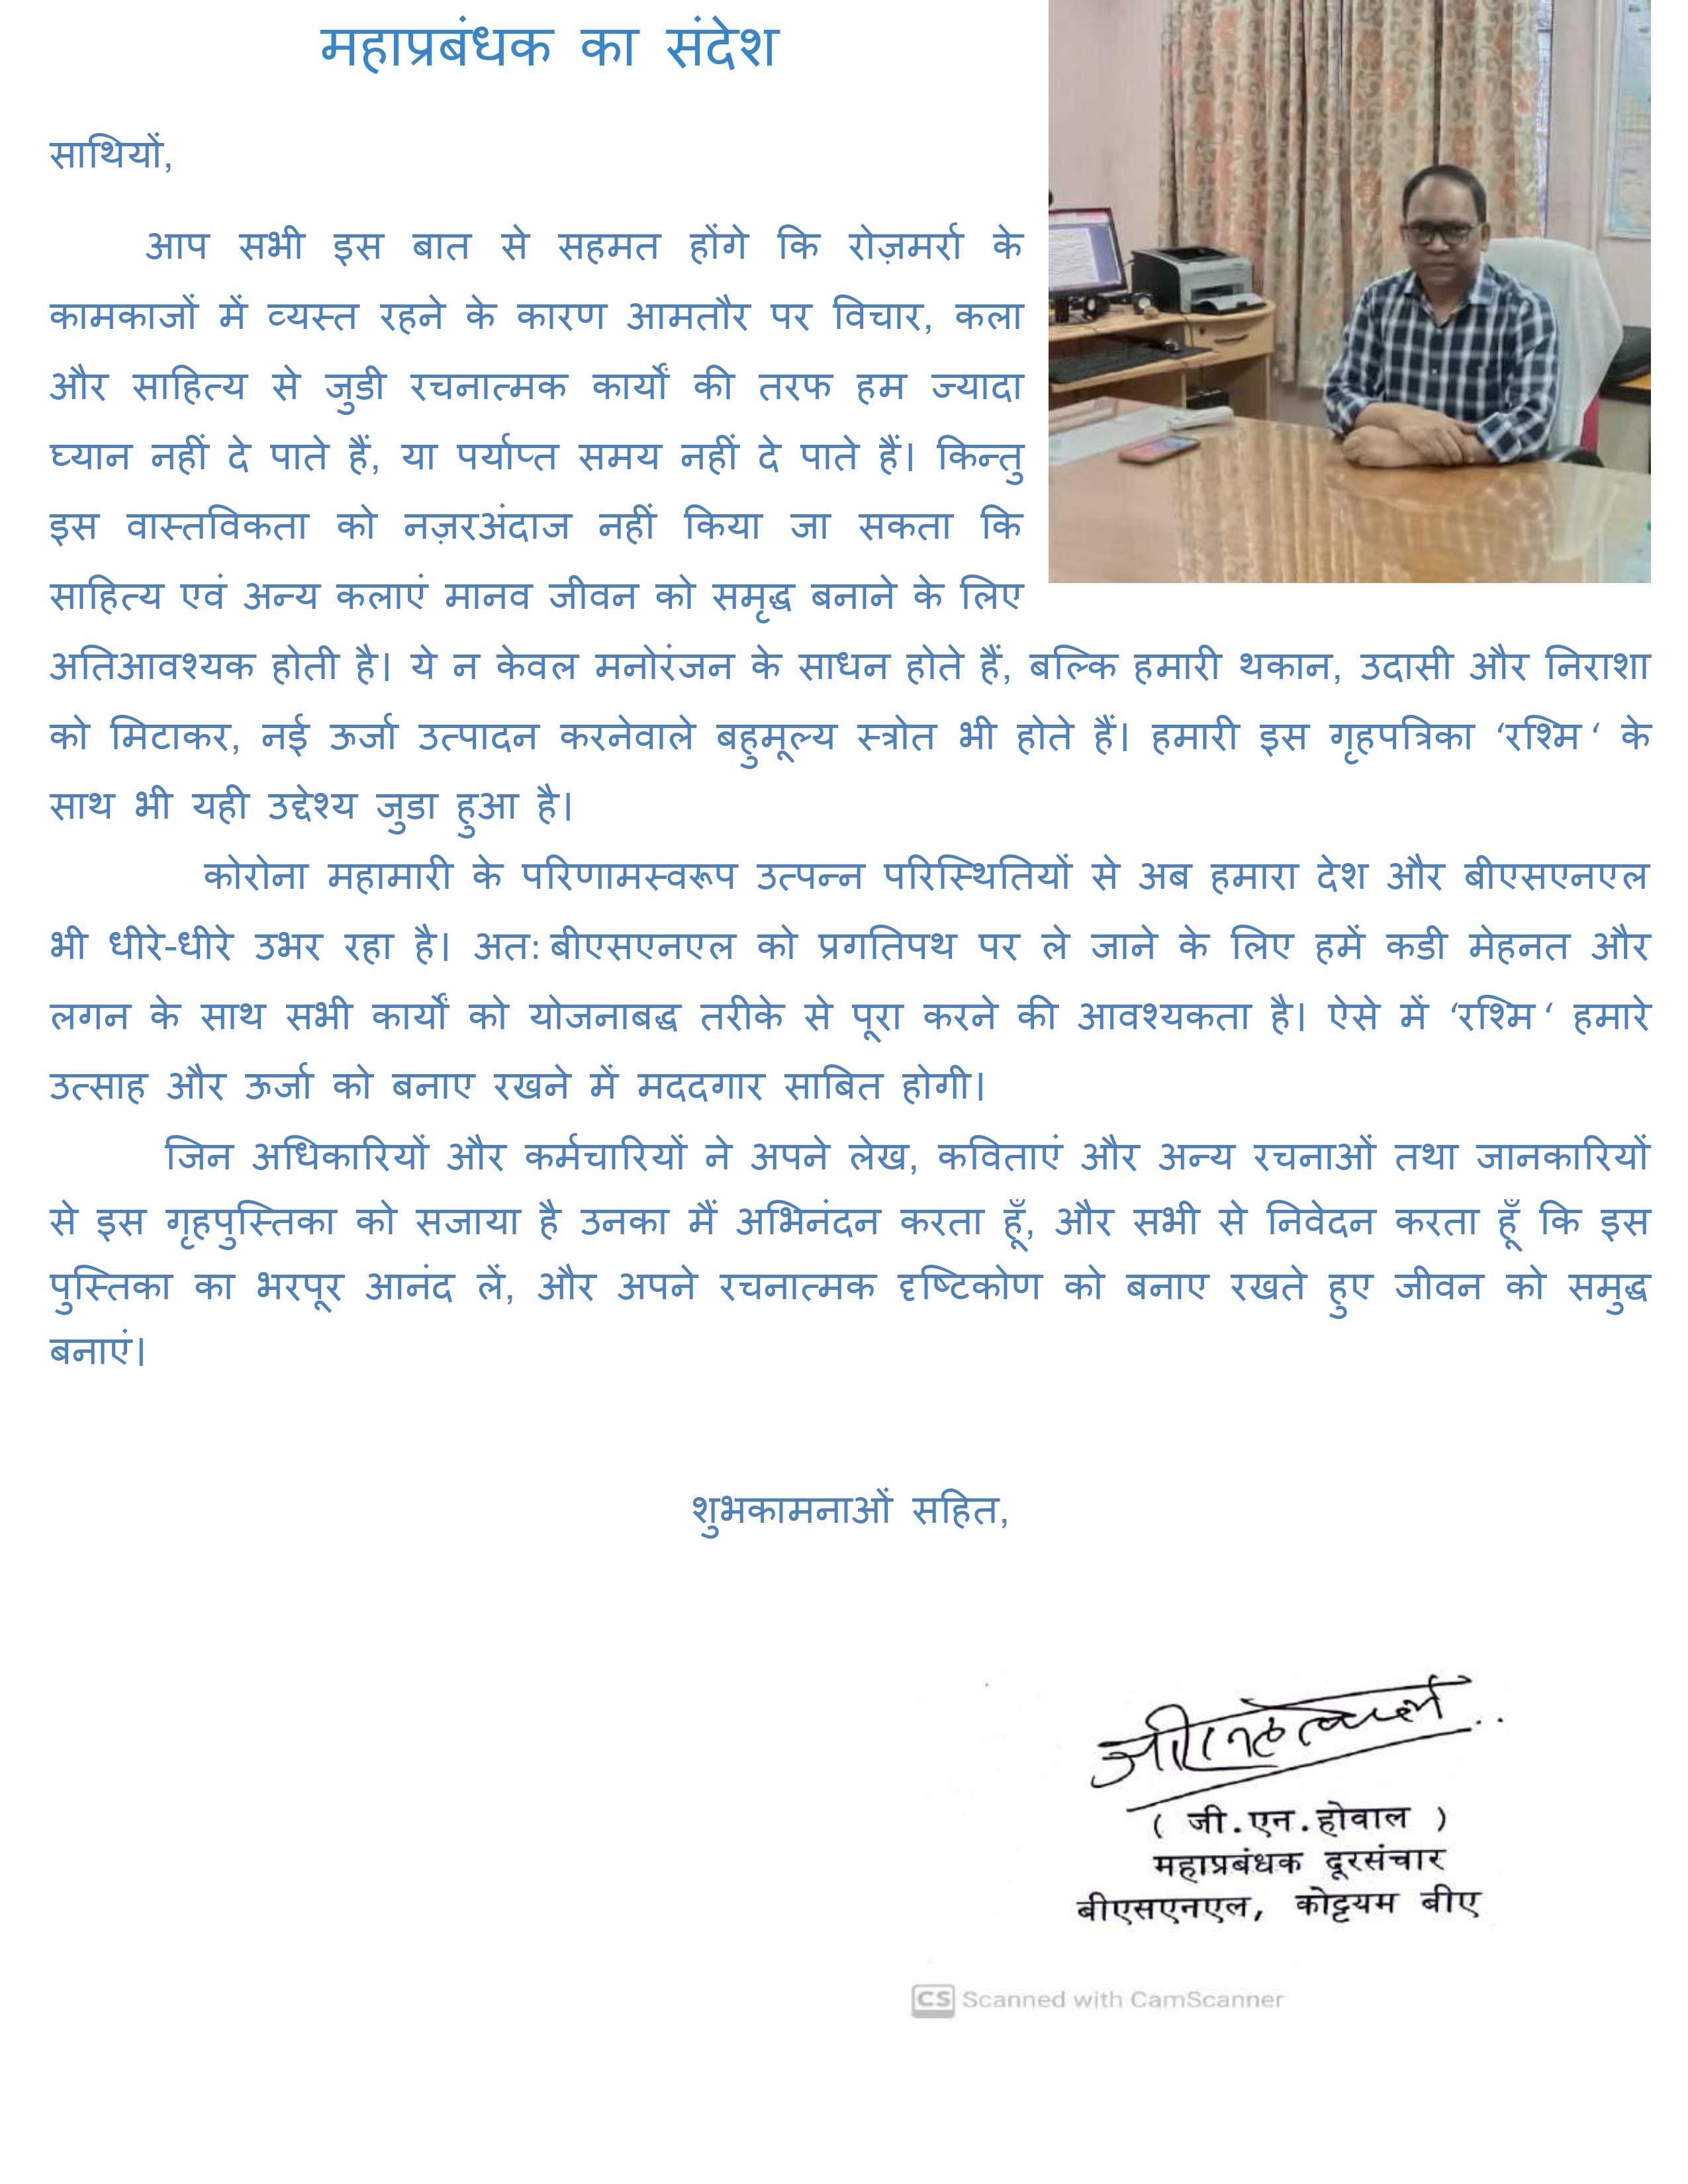 महाप्रबंधक का संदेश
साथियों,
आप सभी इस बात से सहमत होंगे कि रोज़मर्रा के
कामकाजों में व्यस्त रहने के कारण आमतौर पर विचार, कला
और साहित्य से जुडी रचनात्मक कार्यों की तरफ हम ज्यादा
घ्यान नहीं दे पाते हैं, या पर्याप्त समय नहीं दे पाते हैं। किन्तु
इस वास्तविकता को नज़रअंदाज नहीं किया जा सकता कि
साहित्य एवं अन्य कलाएं मानव जीवन को समृद्ध बनाने के लिए
अतिआवश्यक होती है। ये न केवल मनोरंजन के साधन होते हैं, बल्कि हमारी थकान, उदासी और निराशा
को मिटाकर, नई ऊर्जा उत्पादन करनेवाले बहुमूल्य स्त्रोत भी होते हैं। हमारी इस गृहपत्रिका ‘रश्मि ‘ के
साथ भी यही उद्देश्य जुडा हुआ है।
कोरोना महामारी के परिणामस्वरूप उत्पन्न परिस्थितियों से अब हमारा देश और बीएसएनएल
भी धीरे-धीरे उभर रहा है। अत: बीएसएनएल को प्रगतिपथ पर ले जाने के लिए हमें कडी मेहनत और
लगन के साथ सभी कार्यों को योजनाबद्ध तरीके से पूरा करने की आवश्यकता है। ऐसे में ‘रश्मि ‘ हमारे
उत्साह और ऊर्जा को बनाए रखने में मददगार साबित होगी।
जिन अधिकारियों और कर्मचारियों ने अपने लेख, कविताएं और अन्य रचनाओं तथा जानकारियों
से इस गृहपुस्तिका को सजाया है उनका मैं अभिनंदन करता हूँ, और सभी से निवेदन करता हूँ कि इस
पुस्तिका का भरपूर आनंद लें, और अपने रचनात्मक दृष्टिकोण को बनाए रखते हुए जीवन को समुद्ध
बनाएं।
शुभकामनाओं सहित,
( जी.एन.होवाल )
महाप्रबंधक दूरसंचार
बीएसएनएल, कोट्टयम बीए
CS Scanned with CamScanner